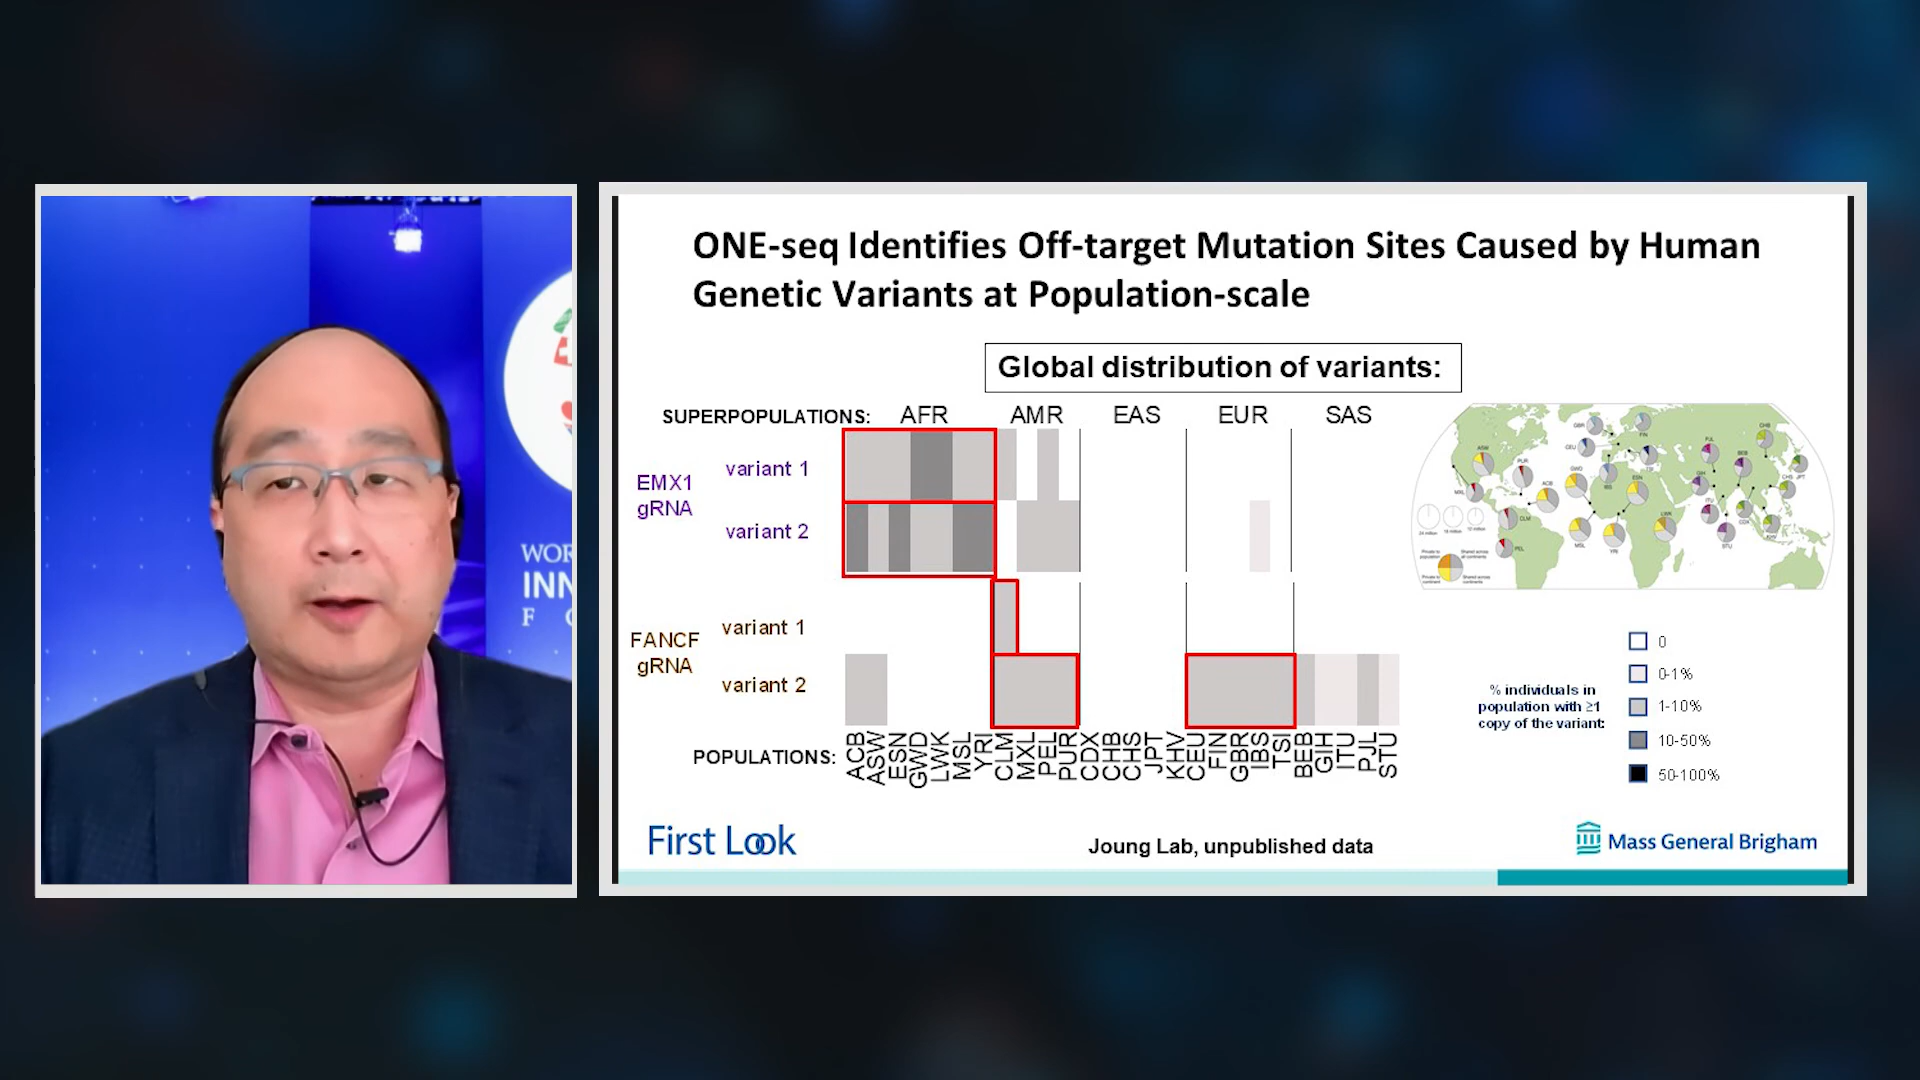 ONE-seq Identifies Off-target Mutation Sites Caused by Human
Genetic Variants at Population-scale
Global distribution of variants:
SUPERPOPULATIONS: AFR AMR EAS EUR SAS
EMX1
gRNA
variant 1
variant 2
FANCF
gRNA
variant 1
variant 2
POPULATIONS: ACB ASW ESN GWD LWK MSL YRI CLM MXL PEL PUR CDX CHB CHS JPT KHV CEU FIN GBR IBS TSI BEB GIH ITU PJL STU
% individuals in
population with ≥1
copy of the variant:
0
0-1%
1-10%
10-50%
50-100%
First Look
Joung Lab, unpublished data
Mass General Brigham
WOR
INN
F